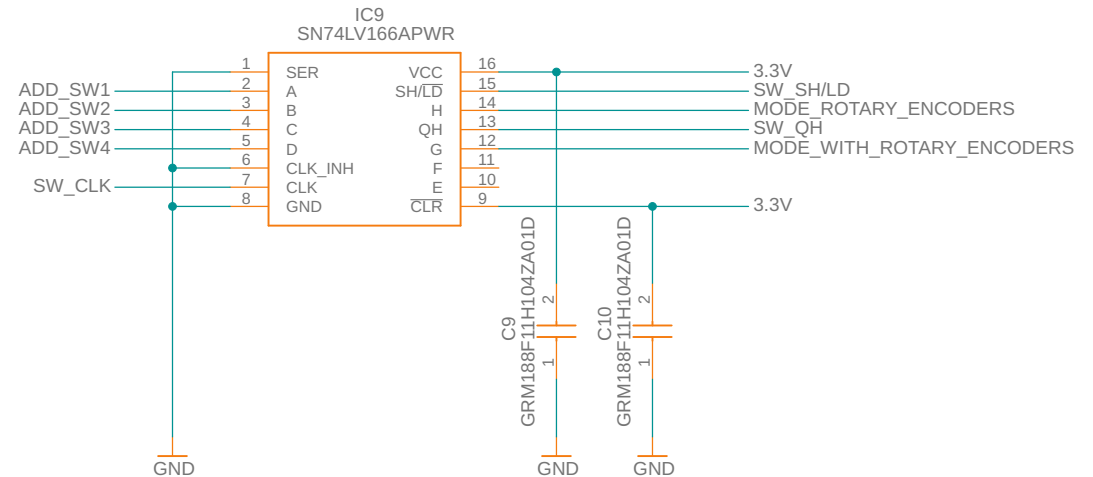 IC9
SN74LV166APWR
1 SER VCC 16 3.3V
ADD_SW1 2 A SH/LD 15 SW_SH/LD
ADD_SW2 3 B H 14 MODE_ROTARY_ENCODERS
ADD_SW3 4 C QH 13 SW_QH
ADD_SW4 5 D G 12 MODE_WITH_ROTARY_ENCODERS
6 CLK_INH F 11
SW_CLK 7 CLK E 10
8 GND CLR 9 3.3V
C9
GRM188F11H104ZA01D
2
1
C10
GRM188F11H104ZA01D
2
1
GND
GND
GND